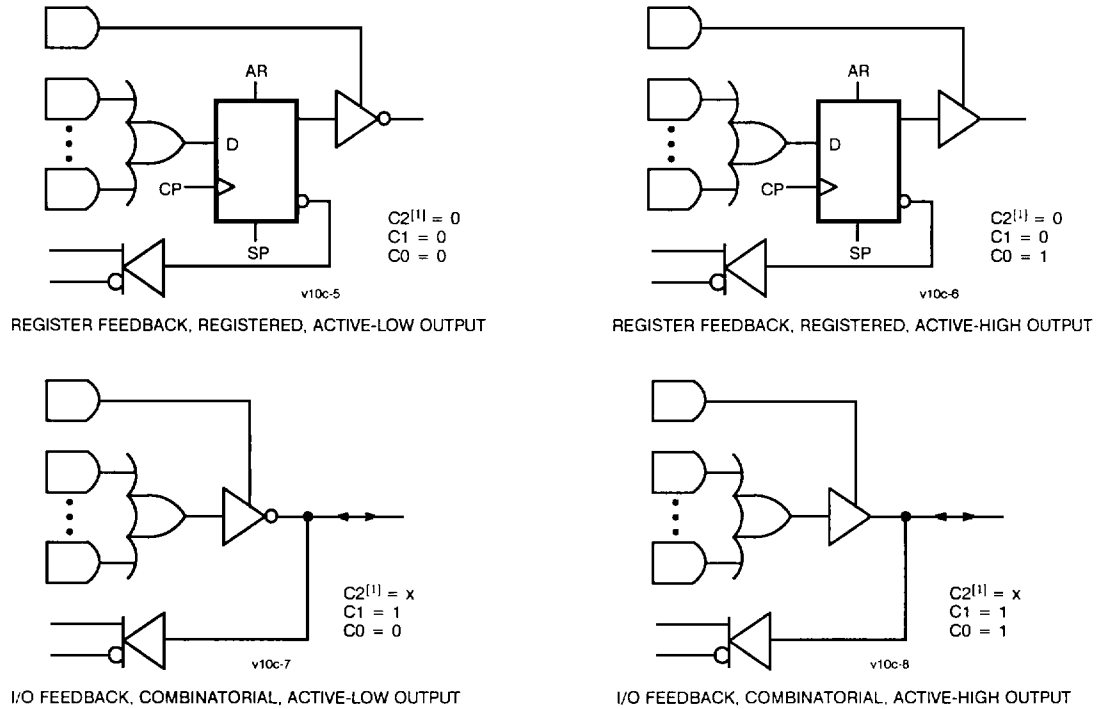 AR
D
CP
SP
C2[1] = 0
C1 = 0
C0 = 0
v10c-5
REGISTER FEEDBACK, REGISTERED, ACTIVE-LOW OUTPUT
AR
D
CP
SP
C2[1] = 0
C1 = 0
C0 = 1
v10c-6
REGISTER FEEDBACK, REGISTERED, ACTIVE-HIGH OUTPUT
C2[1] = x
C1 = 1
C0 = 0
v10c-7
I/O FEEDBACK, COMBINATORIAL, ACTIVE-LOW OUTPUT
C2[1] = x
C1 = 1
C0 = 1
v10c-8
I/O FEEDBACK, COMBINATORIAL, ACTIVE-HIGH OUTPUT